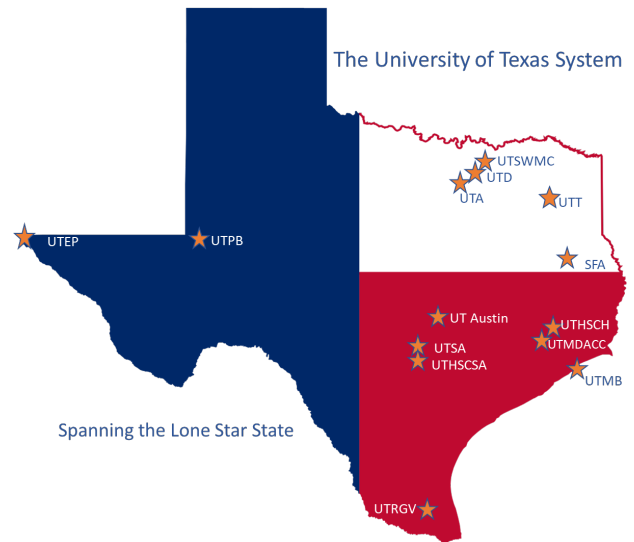 The University of Texas System
UTSWMC
UTD
UTA
UTT
UTEP
UTPB
SFA
UT Austin
UTHSCH
UTSA
UTMDACC
UTHSCSA
UTMB
Spanning the Lone Star State
UTRGV